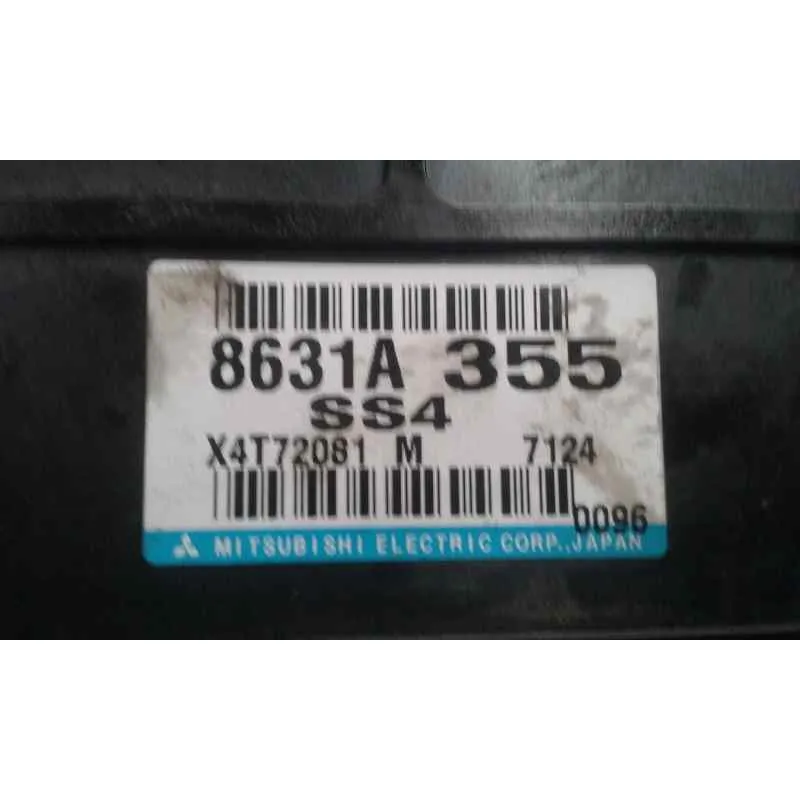 8631A 355
SS4
X4T72081 M 7124
0096
MITSUBISHI ELECTRIC CORP.,JAPAN